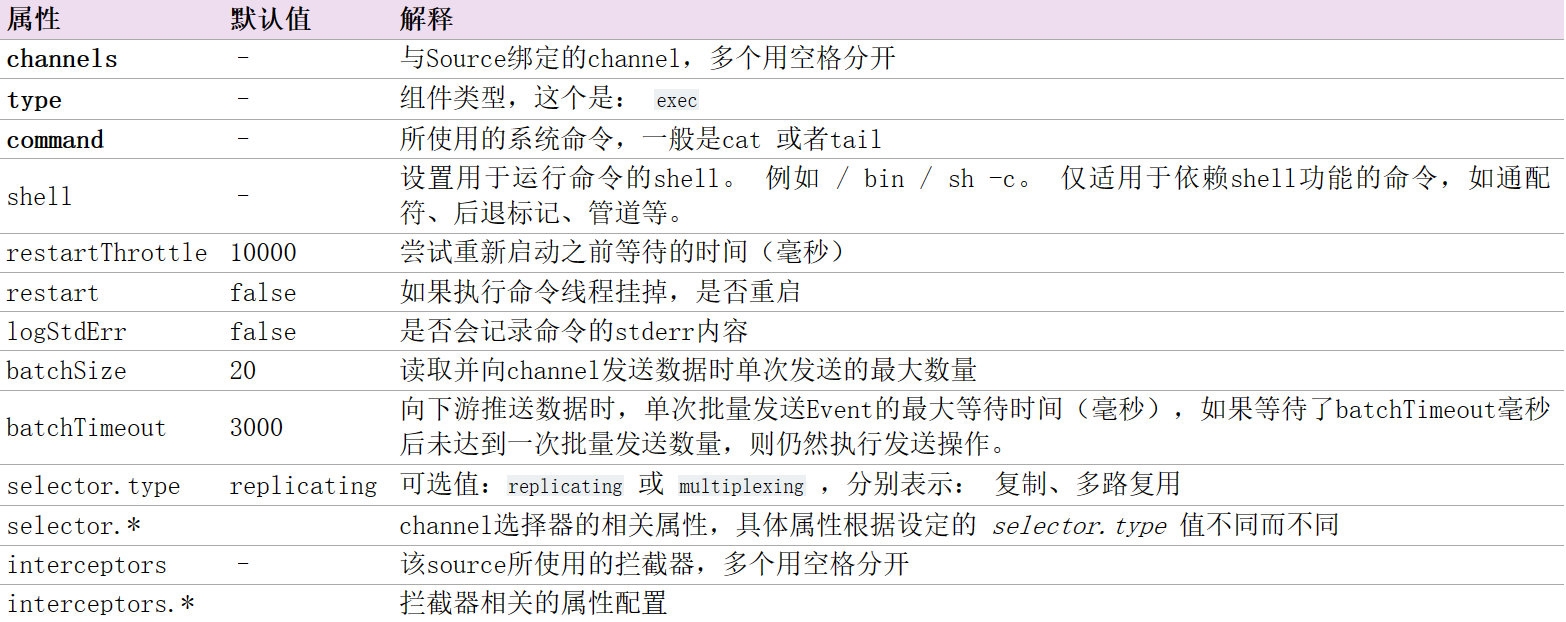 属性 默认值 解释
channels - 与Source绑定的channel，多个用空格分开
type - 组件类型，这个是： exec
command - 所使用的系统命令，一般是cat 或者tail
shell - 设置用于运行命令的shell。 例如 / bin / sh -c。 仅适用于依赖shell功能的命令，如通配
符、后退标记、管道等。
restartThrottle 10000 尝试重新启动之前等待的时间（毫秒）
restart false 如果执行命令线程挂掉，是否重启
logStdErr false 是否会记录命令的stderr内容
batchSize 20 读取并向channel发送数据时单次发送的最大数量
batchTimeout 3000 向下游推送数据时，单次批量发送Event的最大等待时间（毫秒），如果等待了batchTimeout毫秒
后未达到一次批量发送数量，则仍然执行发送操作。
selector.type replicating 可选值：replicating 或 multiplexing ，分别表示： 复制、多路复用
selector.* channel选择器的相关属性，具体属性根据设定的 selector.type 值不同而不同
interceptors - 该source所使用的拦截器，多个用空格分开
interceptors.* 拦截器相关的属性配置